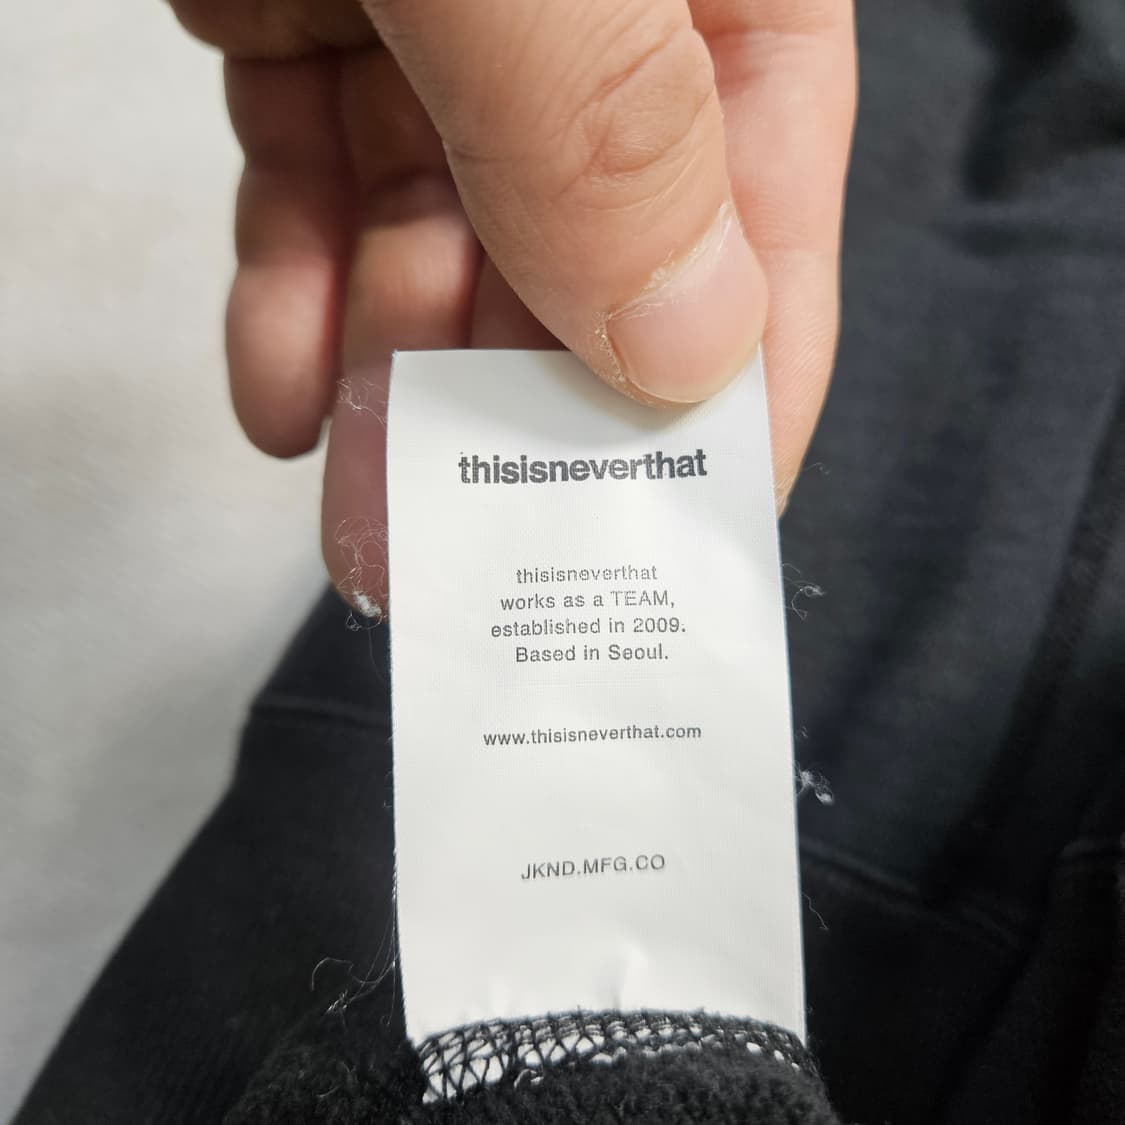 thisisneverthat
thisisneverthat
works as a TEAM,
established in 2009.
Based in Seoul.
www.thisisneverthat.com
JKND.MFG.CO